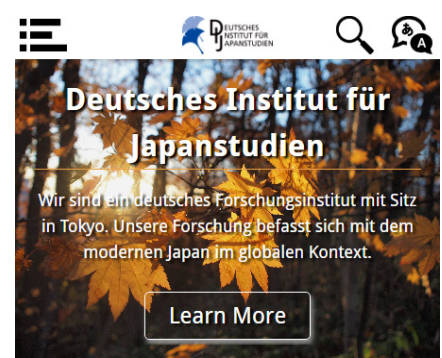 DEUTSCHES
INSTITUT FÜR
JAPANSTUDIEN
あ A
Deutsches Institut für
Japanstudien
Wir sind ein deutsches Forschungsinstitut mit Sitz
in Tokyo. Unsere Forschung befasst sich mit dem
modernen Japan im globalen Kontext.
Learn More